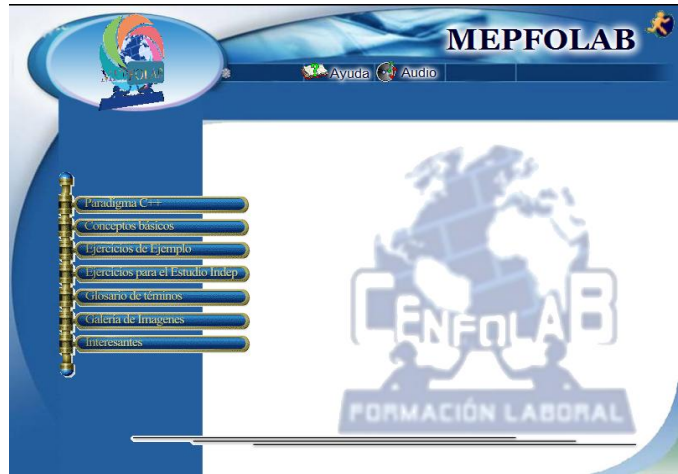 MEPFOLAB
Ayuda Audio
Paradigma C++
Conceptos básicos
Ejercicios de Ejemplo
Ejercicios para el Estudio Indep
Glosario de téminos
Galería de Imagenes
Interesantes
CENFOLAB
FORMACIÓN LABORAL